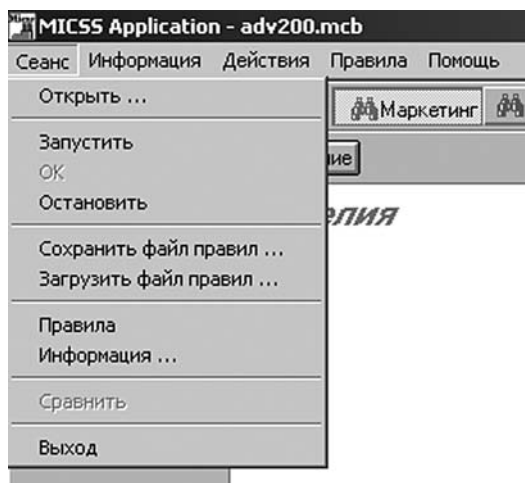 MICSS Application - adv200.mcb
Сеанс Информация Действия Правила Помощь
Открыть ...
Маркетинг
Запустить
OK
Остановить
Сохранить файл правил ...
Загрузить файл правил ...
Правила
Информация ...
Сравнить
Выход